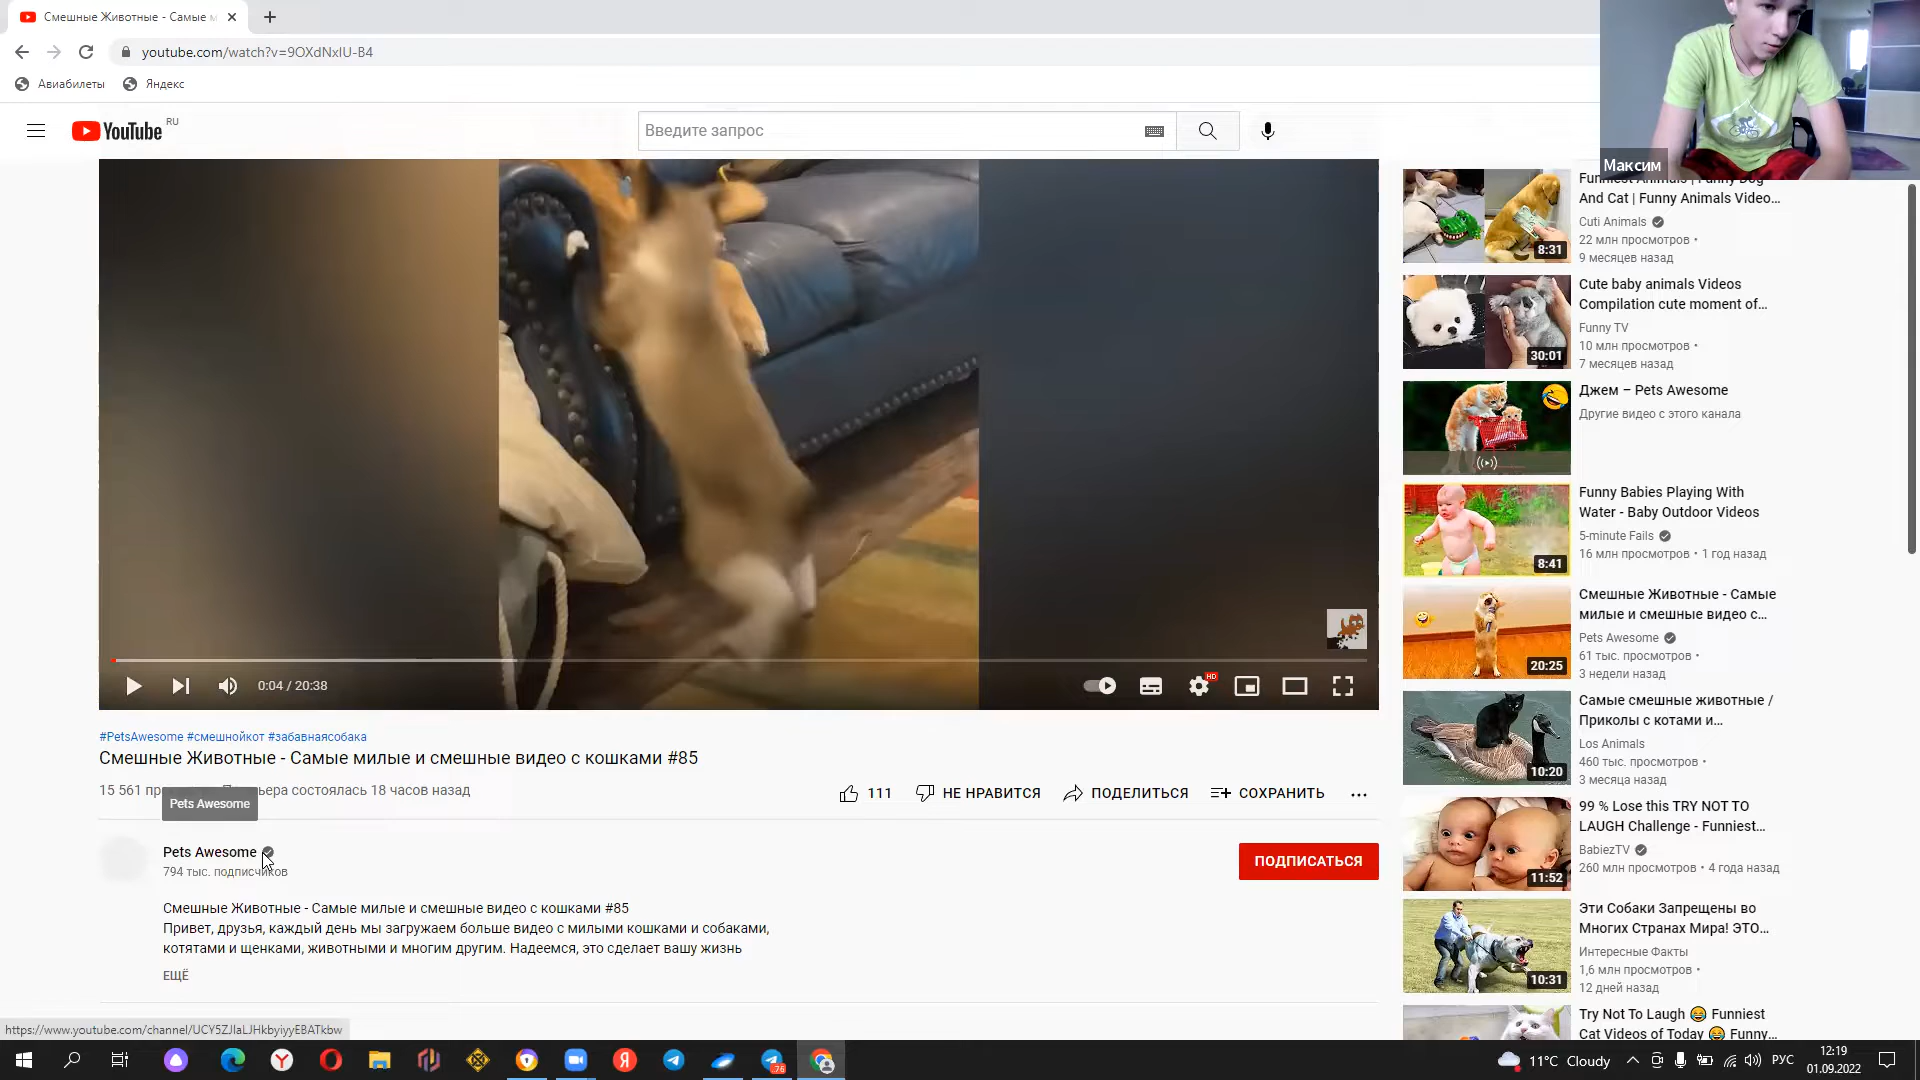 Смешные Животные - Самые м
youtube.com/watch?v=9OXdNxIU-B4
Авиабилеты
Яндекс
YouTube RU
Введите запрос
Максим
0:04 / 20:38
HD
#PetsAwesome #смешнойкот #забавнаясобака
Смешные Животные - Самые милые и смешные видео с кошками #85
15 561 состоялась 18 часов назад
Pets Awesome
111
НЕ НРАВИТСЯ
ПОДЕЛИТЬСЯ
СОХРАНИТЬ
Pets Awesome
794 тыс. подписчиков
ПОДПИСАТЬСЯ
Смешные Животные - Самые милые и смешные видео с кошками #85
Привет, друзья, каждый день мы загружаем больше видео с милыми кошками и собаками,
котятами и щенками, животными и многим другим. Надеемся, это сделает вашу жизнь
ЕЩЁ
Funniest Animals | Funny Dog
And Cat | Funny Animals Video...
Cuti Animals
22 млн просмотров •
9 месяцев назад
8:31
Cute baby animals Videos
Compilation cute moment of...
Funny TV
10 млн просмотров •
7 месяцев назад
30:01
Джем – Pets Awesome
Другие видео с этого канала
Funny Babies Playing With
Water - Baby Outdoor Videos
5-minute Fails
16 млн просмотров • 1 год назад
8:41
Смешные Животные - Самые
милые и смешные видео с...
Pets Awesome
61 тыс. просмотров •
3 недели назад
20:25
Самые смешные животные /
Приколы с котами и...
Los Animals
460 тыс. просмотров •
3 месяца назад
10:20
99 % Lose this TRY NOT TO
LAUGH Challenge - Funniest...
BabiezTV
260 млн просмотров • 4 года назад
11:52
Эти Собаки Запрещены во
Многих Странах Мира! ЭТО...
Интересные Факты
1,6 млн просмотров •
12 дней назад
10:31
Try Not To Laugh 😂 Funniest
Cat Videos of Today 😂 Funny...
https://www.youtube.com/channel/UCY5ZJIaLJHkbyiyyEBATkbw
76
11°C Cloudy
РУС
12:19
01.09.2022